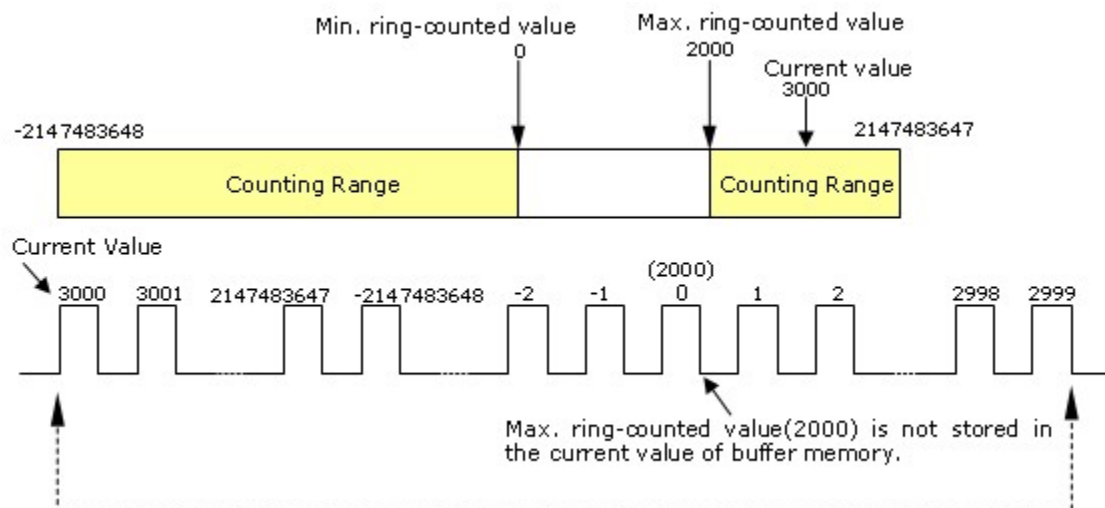 Min. ring-counted value
0
Max. ring-counted value
2000
Current value
3000
-2147483648
2147483647
Counting Range
Counting Range
Current Value
(2000)
3000 3001 2147483647 -2147483648 -2 -1 0 1 2 2998 2999
Max. ring-counted value(2000) is not stored in
the current value of buffer memory.